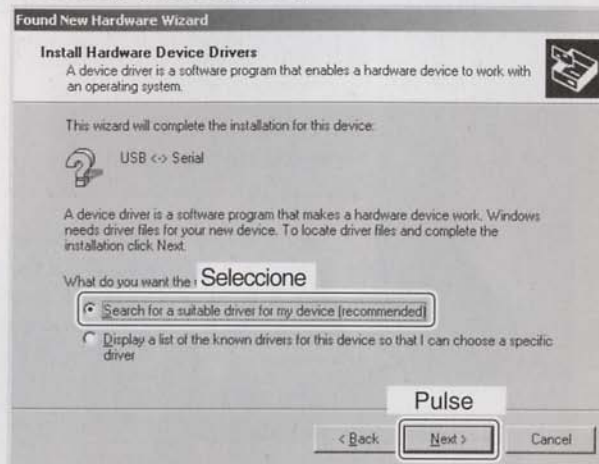 Found New Hardware Wizard
Install Hardware Device Drivers
A device driver is a software program that enables a hardware device to work with
an operating system.
This wizard will complete the installation for this device:
USB <-> Serial
A device driver is a software program that makes a hardware device work. Windows
needs driver files for your new device. To locate driver files and complete the
installation click Next.
What do you want the
Seleccione
Search for a suitable driver for my device (recommended)
Display a list of the known drivers for this device so that I can choose a specific
driver
Pulse
< Back
Next >
Cancel